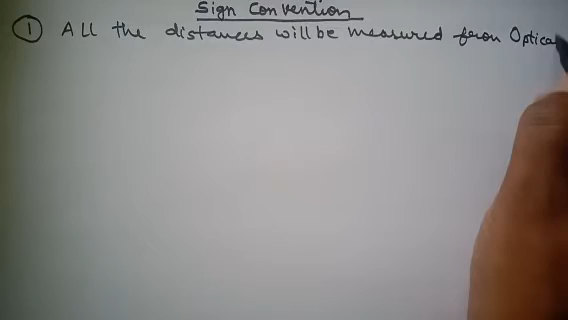 Sign Convention
① ALL the distances will be measured from Optica